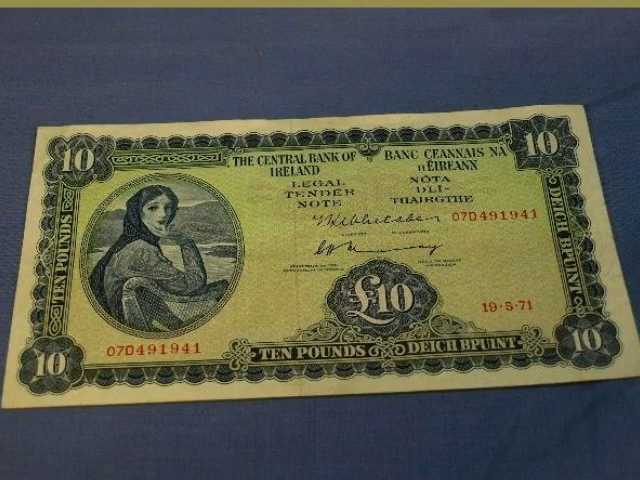 10
10
THE CENTRAL BANK OF
IRELAND
BANC CEANNAIS NA
hÉIREANN
LEGAL
TENDER
NOTE
NÓTA
DLÍ-
THAIRGTHE
07D491941
TEN POUNDS
DEICH BPUINT
£10
19·5·71
07D491941
10
TEN POUNDS
DEICH BPUINT
10